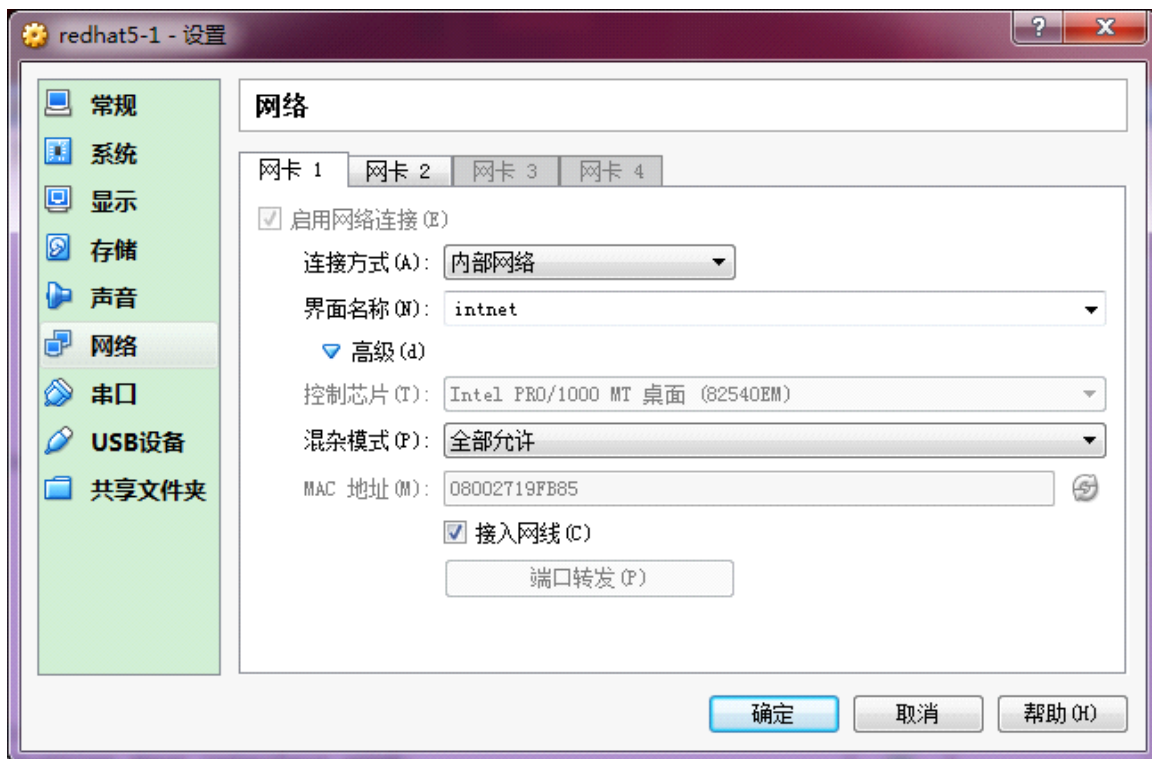 redhat5-1 - 设置
?
X
常规
系统
显示
存储
声音
网络
串口
USB设备
共享文件夹
网络
网卡 1 网卡 2 网卡 3 网卡 4
启用网络连接(E)
连接方式(A): 内部网络
界面名称(N): intnet
高级(d)
控制芯片(T): Intel PRO/1000 MT 桌面 (82540EM)
混杂模式(P): 全部允许
MAC 地址(M): 08002719FB85
接入网线(C)
端口转发(P)
确定 取消 帮助(H)